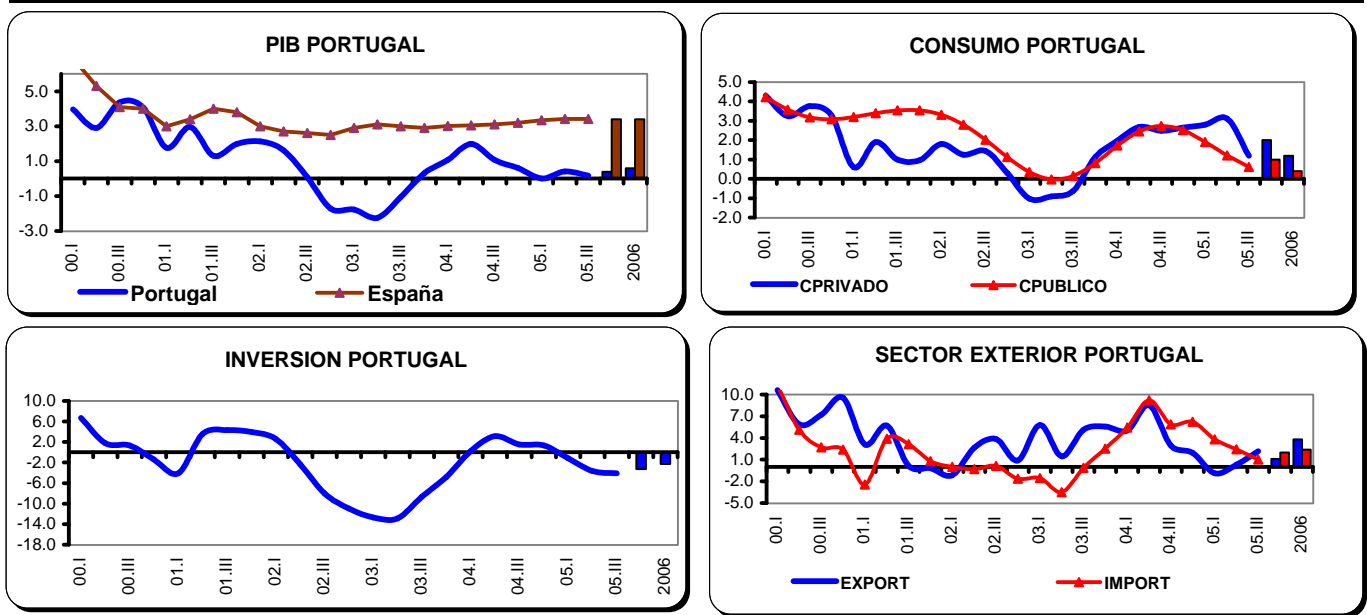 PIB PORTUGAL
5.0
3.0
1.0
-1.0
-3.0
00.I
00.III
01.I
01.III
02.I
02.III
03.I
03.III
04.I
04.III
05.I
05.III
2006
Portugal
España
CONSUMO PORTUGAL
5.0
4.0
3.0
2.0
1.0
0.0
-1.0
-2.0
00.I
00.III
01.I
01.III
02.I
02.III
03.I
03.III
04.I
04.III
05.I
05.III
2006
CPRIVADO
CPUBLICO
INVERSION PORTUGAL
10.0
6.0
2.0
-2.0
-6.0
-10.0
-14.0
-18.0
00.I
00.III
01.I
01.III
02.I
02.III
03.I
03.III
04.I
04.III
05.I
05.III
2006
SECTOR EXTERIOR PORTUGAL
10.0
7.0
4.0
1.0
-2.0
-5.0
00.I
00.III
01.I
01.III
02.I
02.III
03.I
03.III
04.I
04.III
05.I
05.III
2006
EXPORT
IMPORT